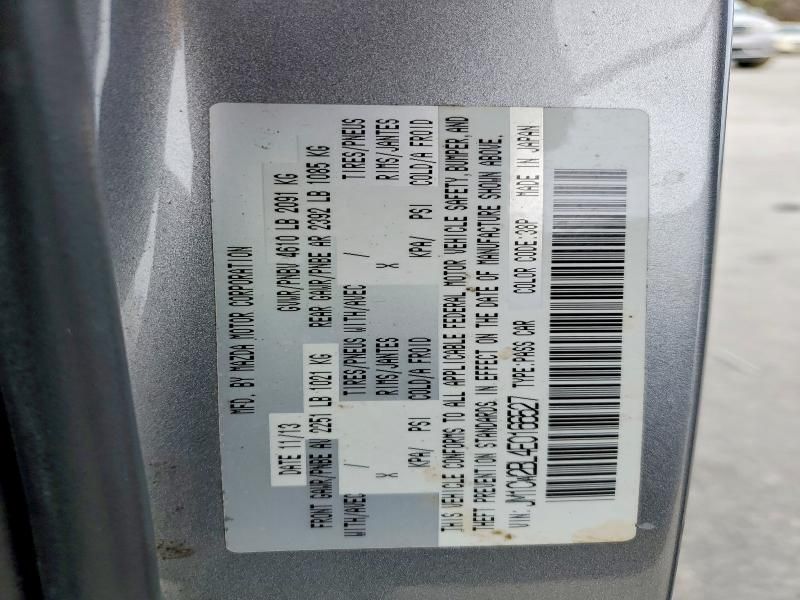 MFD. BY MAZDA MOTOR CORPORATION
DATE 11/13 GVWR/PNBV 4610 LB 2091 KG
FRONT GAWR/PNBE AV 2251 LB 1021 KG REAR GAWR/PNBE AR 2392 LB 1085 KG
WITH/AVEC / TIRES/PNEUS WITH/AVEC / TIRES/PNEUS
X RIMS/JANTES X RIMS/JANTES
KPA/ PSI COLD/A FROID KPA/ PSI COLD/A FROID
THIS VEHICLE CONFORMS TO ALL APPLICABLE FEDERAL MOTOR VEHICLE SAFETY, BUMPER, AND
THEFT PREVENTION STANDARDS IN EFFECT ON THE DATE OF MANUFACTURE SHOWN ABOVE.
VIN: JM1CW2BL4E0166627 TYPE:PASS CAR COLOR CODE:38P MADE IN JAPAN